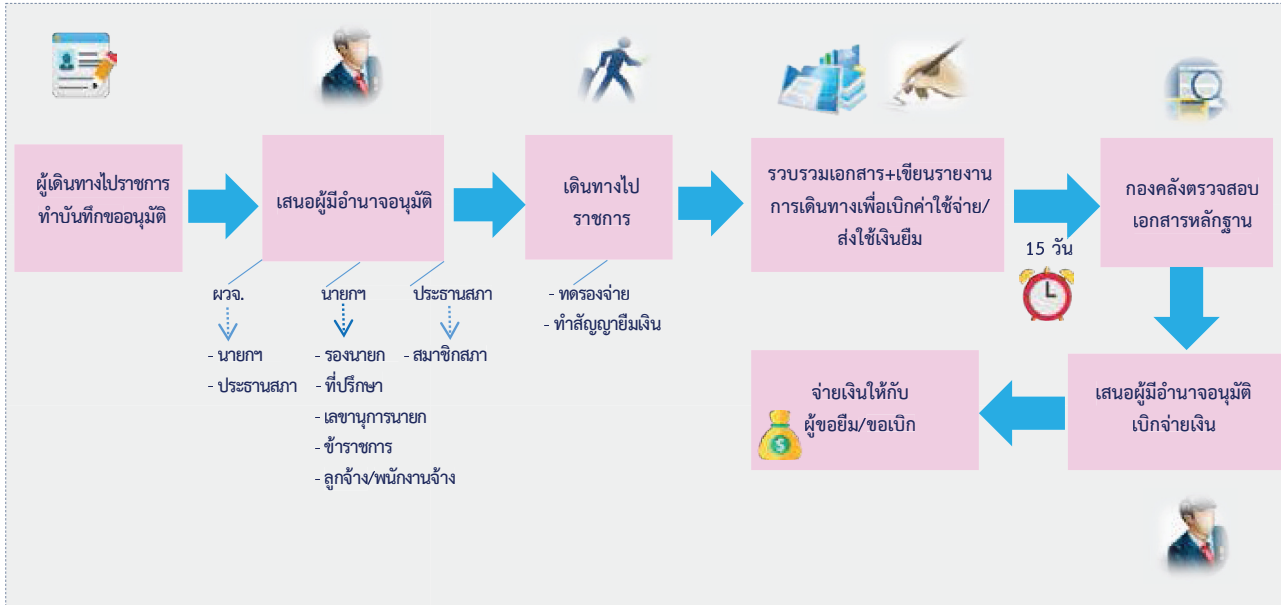 ผู้เดินทางไปราชการ
ทำบันทึกขออนุมัติ
เสนอผู้มีอำนาจอนุมัติ
เดินทางไป
ราชการ
รวบรวมเอกสาร+เขียนรายงาน
การเดินทางเพื่อเบิกค่าใช้จ่าย/
ส่งใช้เงินยืม
15 วัน
กองคลังตรวจสอบ
เอกสารหลักฐาน
ผวจ.
- นายกฯ
- ประธานสภา
นายกฯ
- รองนายก
- ที่ปรึกษา
- เลขานุการนายก
- ข้าราชการ
- ลูกจ้าง/พนักงานจ้าง
ประธานสภา
- สมาชิกสภา
- ทดรองจ่าย
- ทำสัญญายืมเงิน
เสนอผู้มีอำนาจอนุมัติ
เบิกจ่ายเงิน
จ่ายเงินให้กับ
ผู้ขอยืม/ขอเบิก